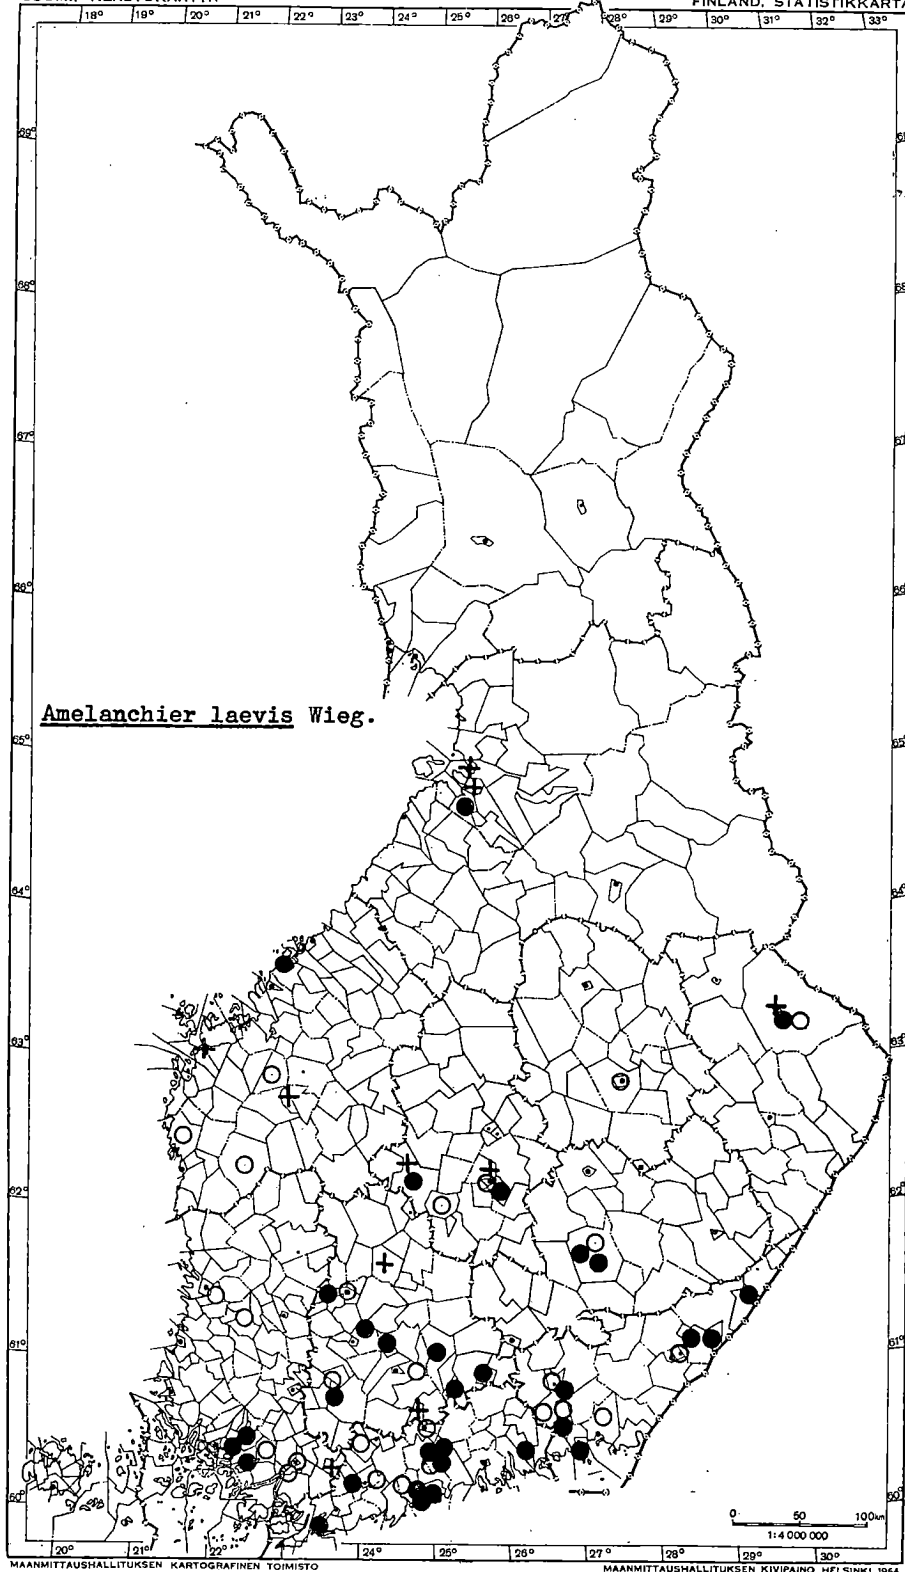 FINLAND, STATISTIKKARTA
18° 19° 20° 21° 22° 23° 24° 25° 26° 27° 28° 29° 30° 31° 32° 33°
69°
68°
67°
66°
Amelanchier laevis Wieg.
65°
64°
63°
62°
61°
60°
0 50 100km
1:4 000 000
20° 21° 22° 24° 25° 26° 27° 28° 29° 30°
MAANMITTAUSHALLITUKSEN KARTOGRAFINEN TOIMISTO
MAANMITTAUSHALLITUKSEN KIVIPAINO, HELSINKI 1964